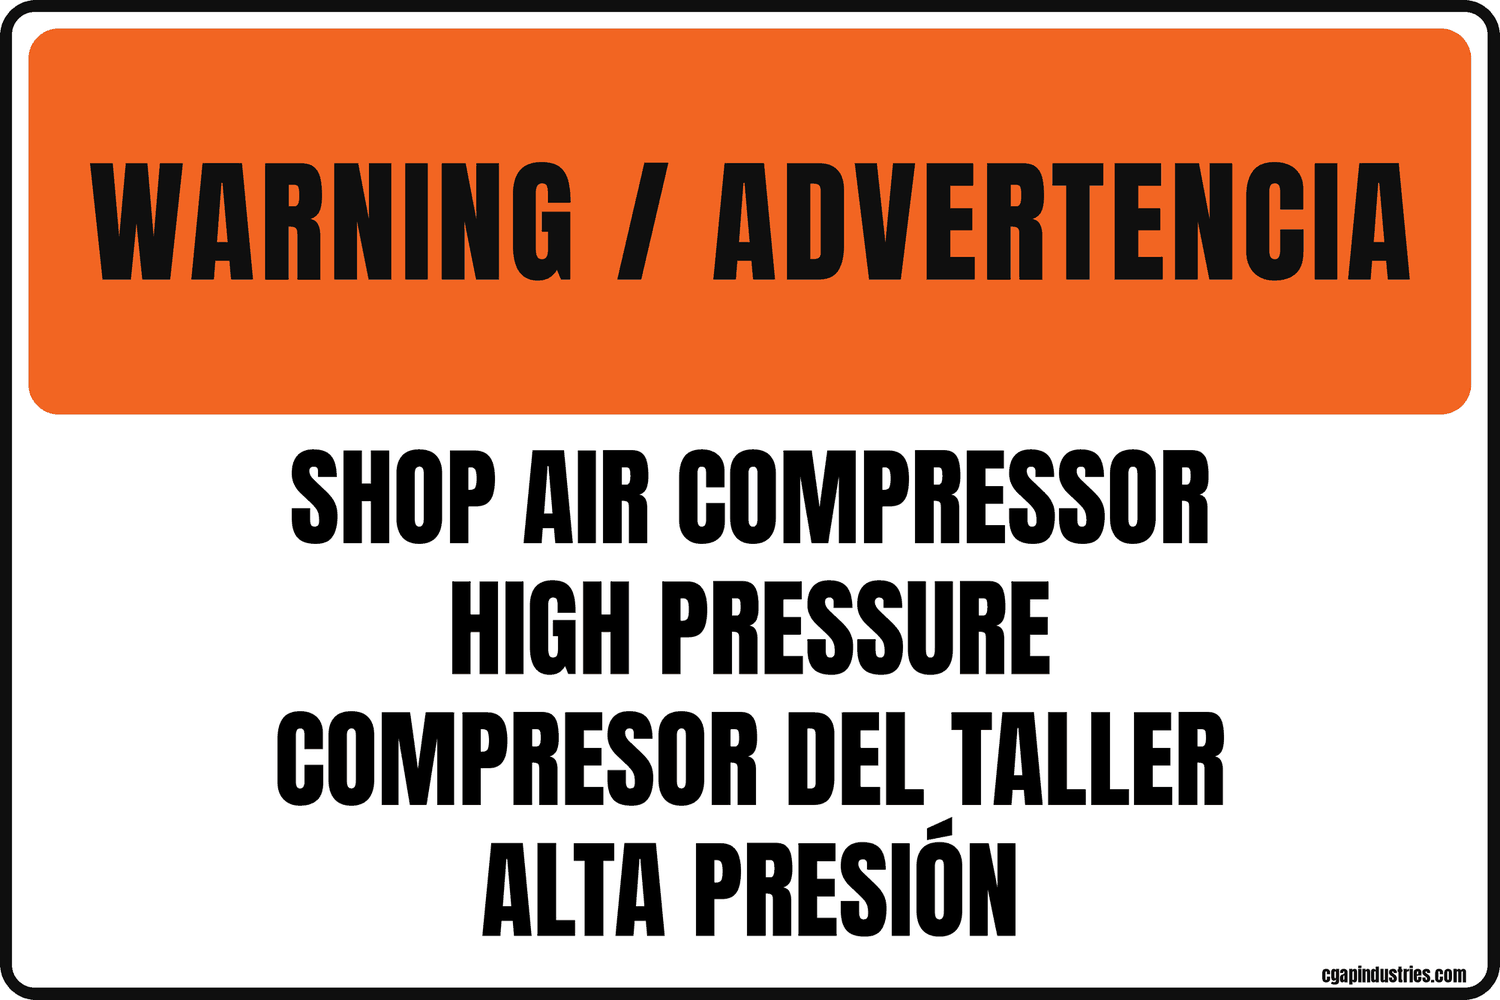 WARNING / ADVERTENCIA
SHOP AIR COMPRESSOR
HIGH PRESSURE
COMPRESOR DEL TALLER
ALTA PRESIÓN
cgapindustries.com